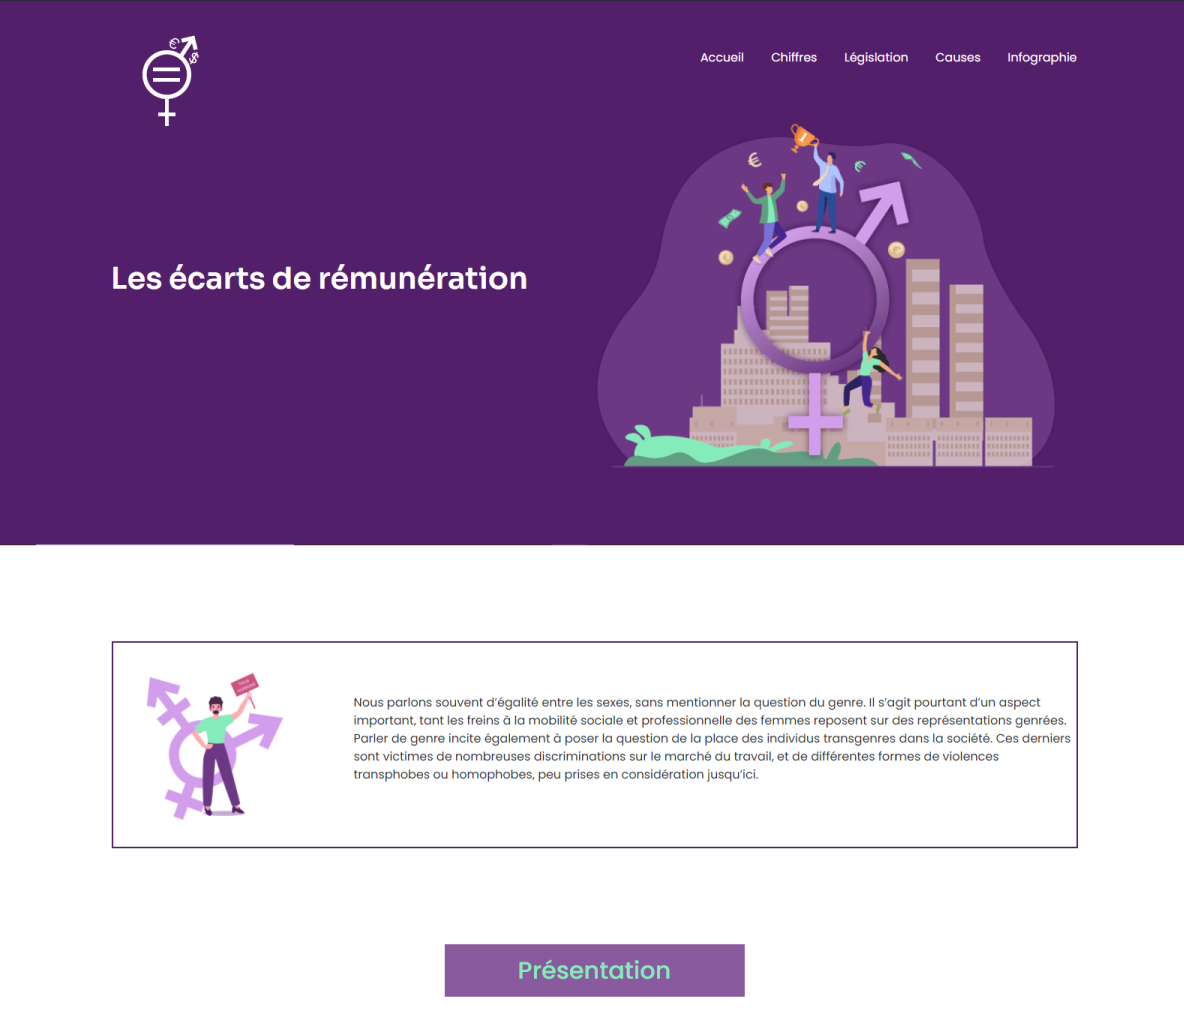 Accueil Chiffres Législation Causes Infographie
Les écarts de rémunération
Nous parlons souvent d’égalité entre les sexes, sans mentionner la question du genre. Il s’agit pourtant d’un aspect
important, tant les freins à la mobilité sociale et professionnelle des femmes reposent sur des représentations genrées.
Parler de genre incite également à poser la question de la place des individus transgenres dans la société. Ces derniers
sont victimes de nombreuses discriminations sur le marché du travail, et de différentes formes de violences
transphobes ou homophobes, peu prises en considération jusqu’ici.
Présentation